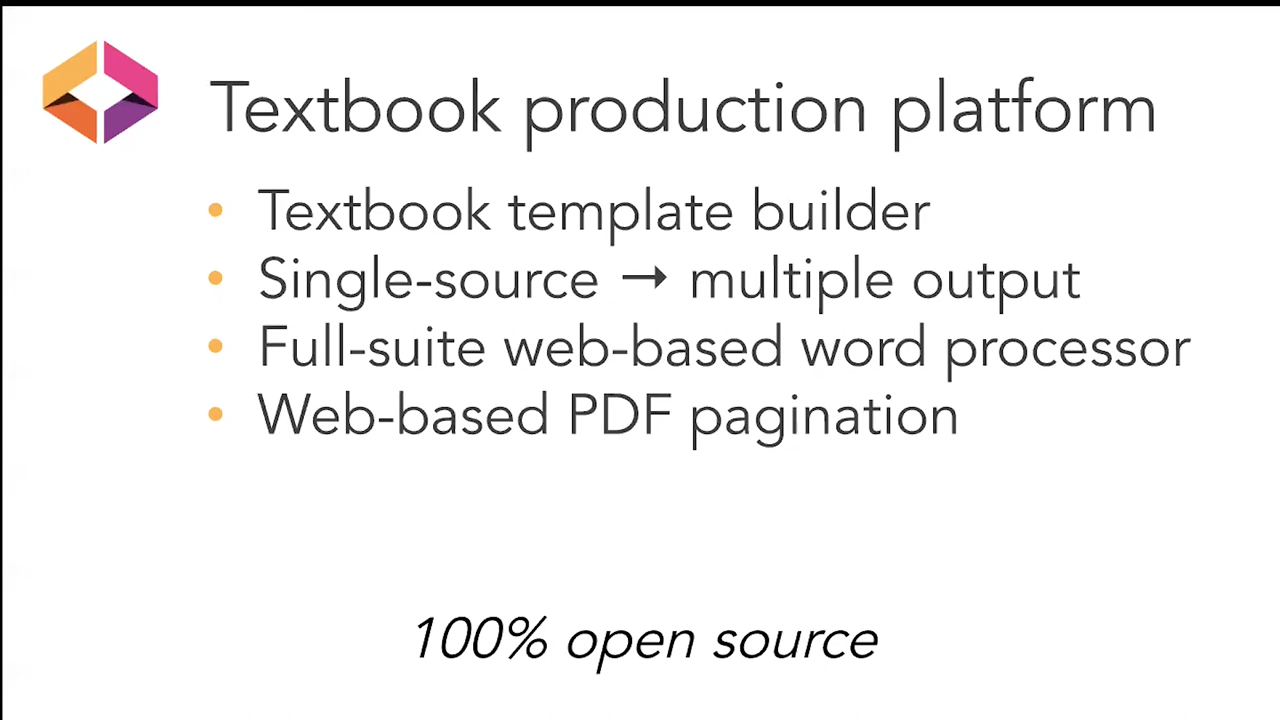 Textbook production platform
• Textbook template builder
• Single-source → multiple output
• Full-suite web-based word processor
• Web-based PDF pagination
100% open source